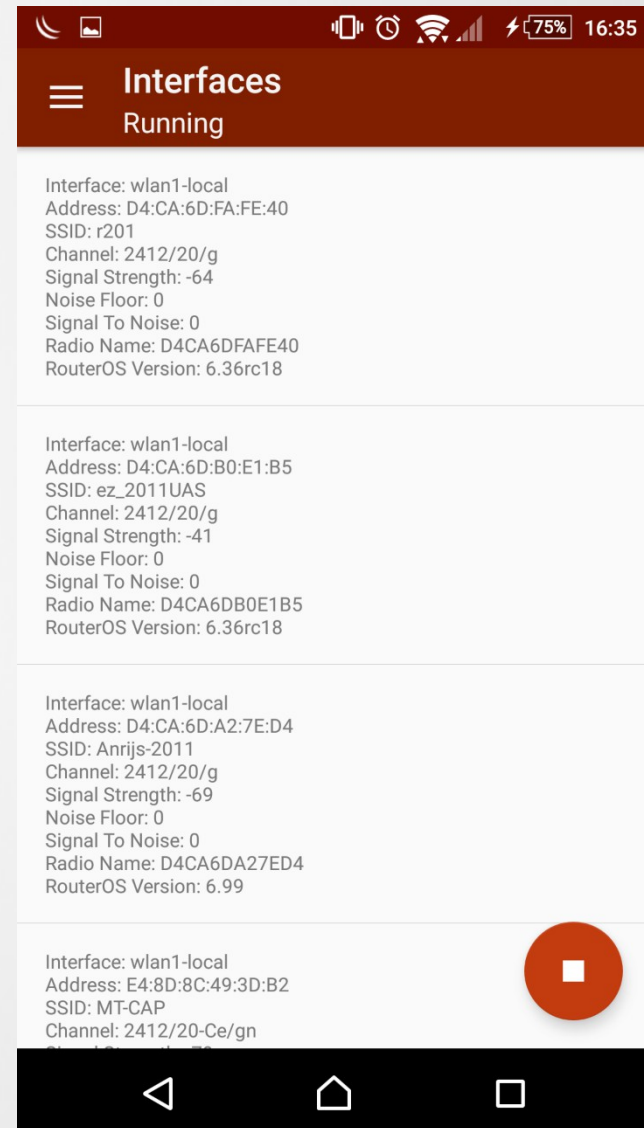 75% 16:35
Interfaces
Running
Interface: wlan1-local
Address: D4:CA:6D:FA:FE:40
SSID: r201
Channel: 2412/20/g
Signal Strength: -64
Noise Floor: 0
Signal To Noise: 0
Radio Name: D4CA6DFAFE40
RouterOS Version: 6.36rc18
Interface: wlan1-local
Address: D4:CA:6D:B0:E1:B5
SSID: ez_2011UAS
Channel: 2412/20/g
Signal Strength: -41
Noise Floor: 0
Signal To Noise: 0
Radio Name: D4CA6DB0E1B5
RouterOS Version: 6.36rc18
Interface: wlan1-local
Address: D4:CA:6D:A2:7E:D4
SSID: Anrijs-2011
Channel: 2412/20/g
Signal Strength: -69
Noise Floor: 0
Signal To Noise: 0
Radio Name: D4CA6DA27ED4
RouterOS Version: 6.99
Interface: wlan1-local
Address: E4:8D:8C:49:3D:B2
SSID: MT-CAP
Channel: 2412/20-Ce/gn